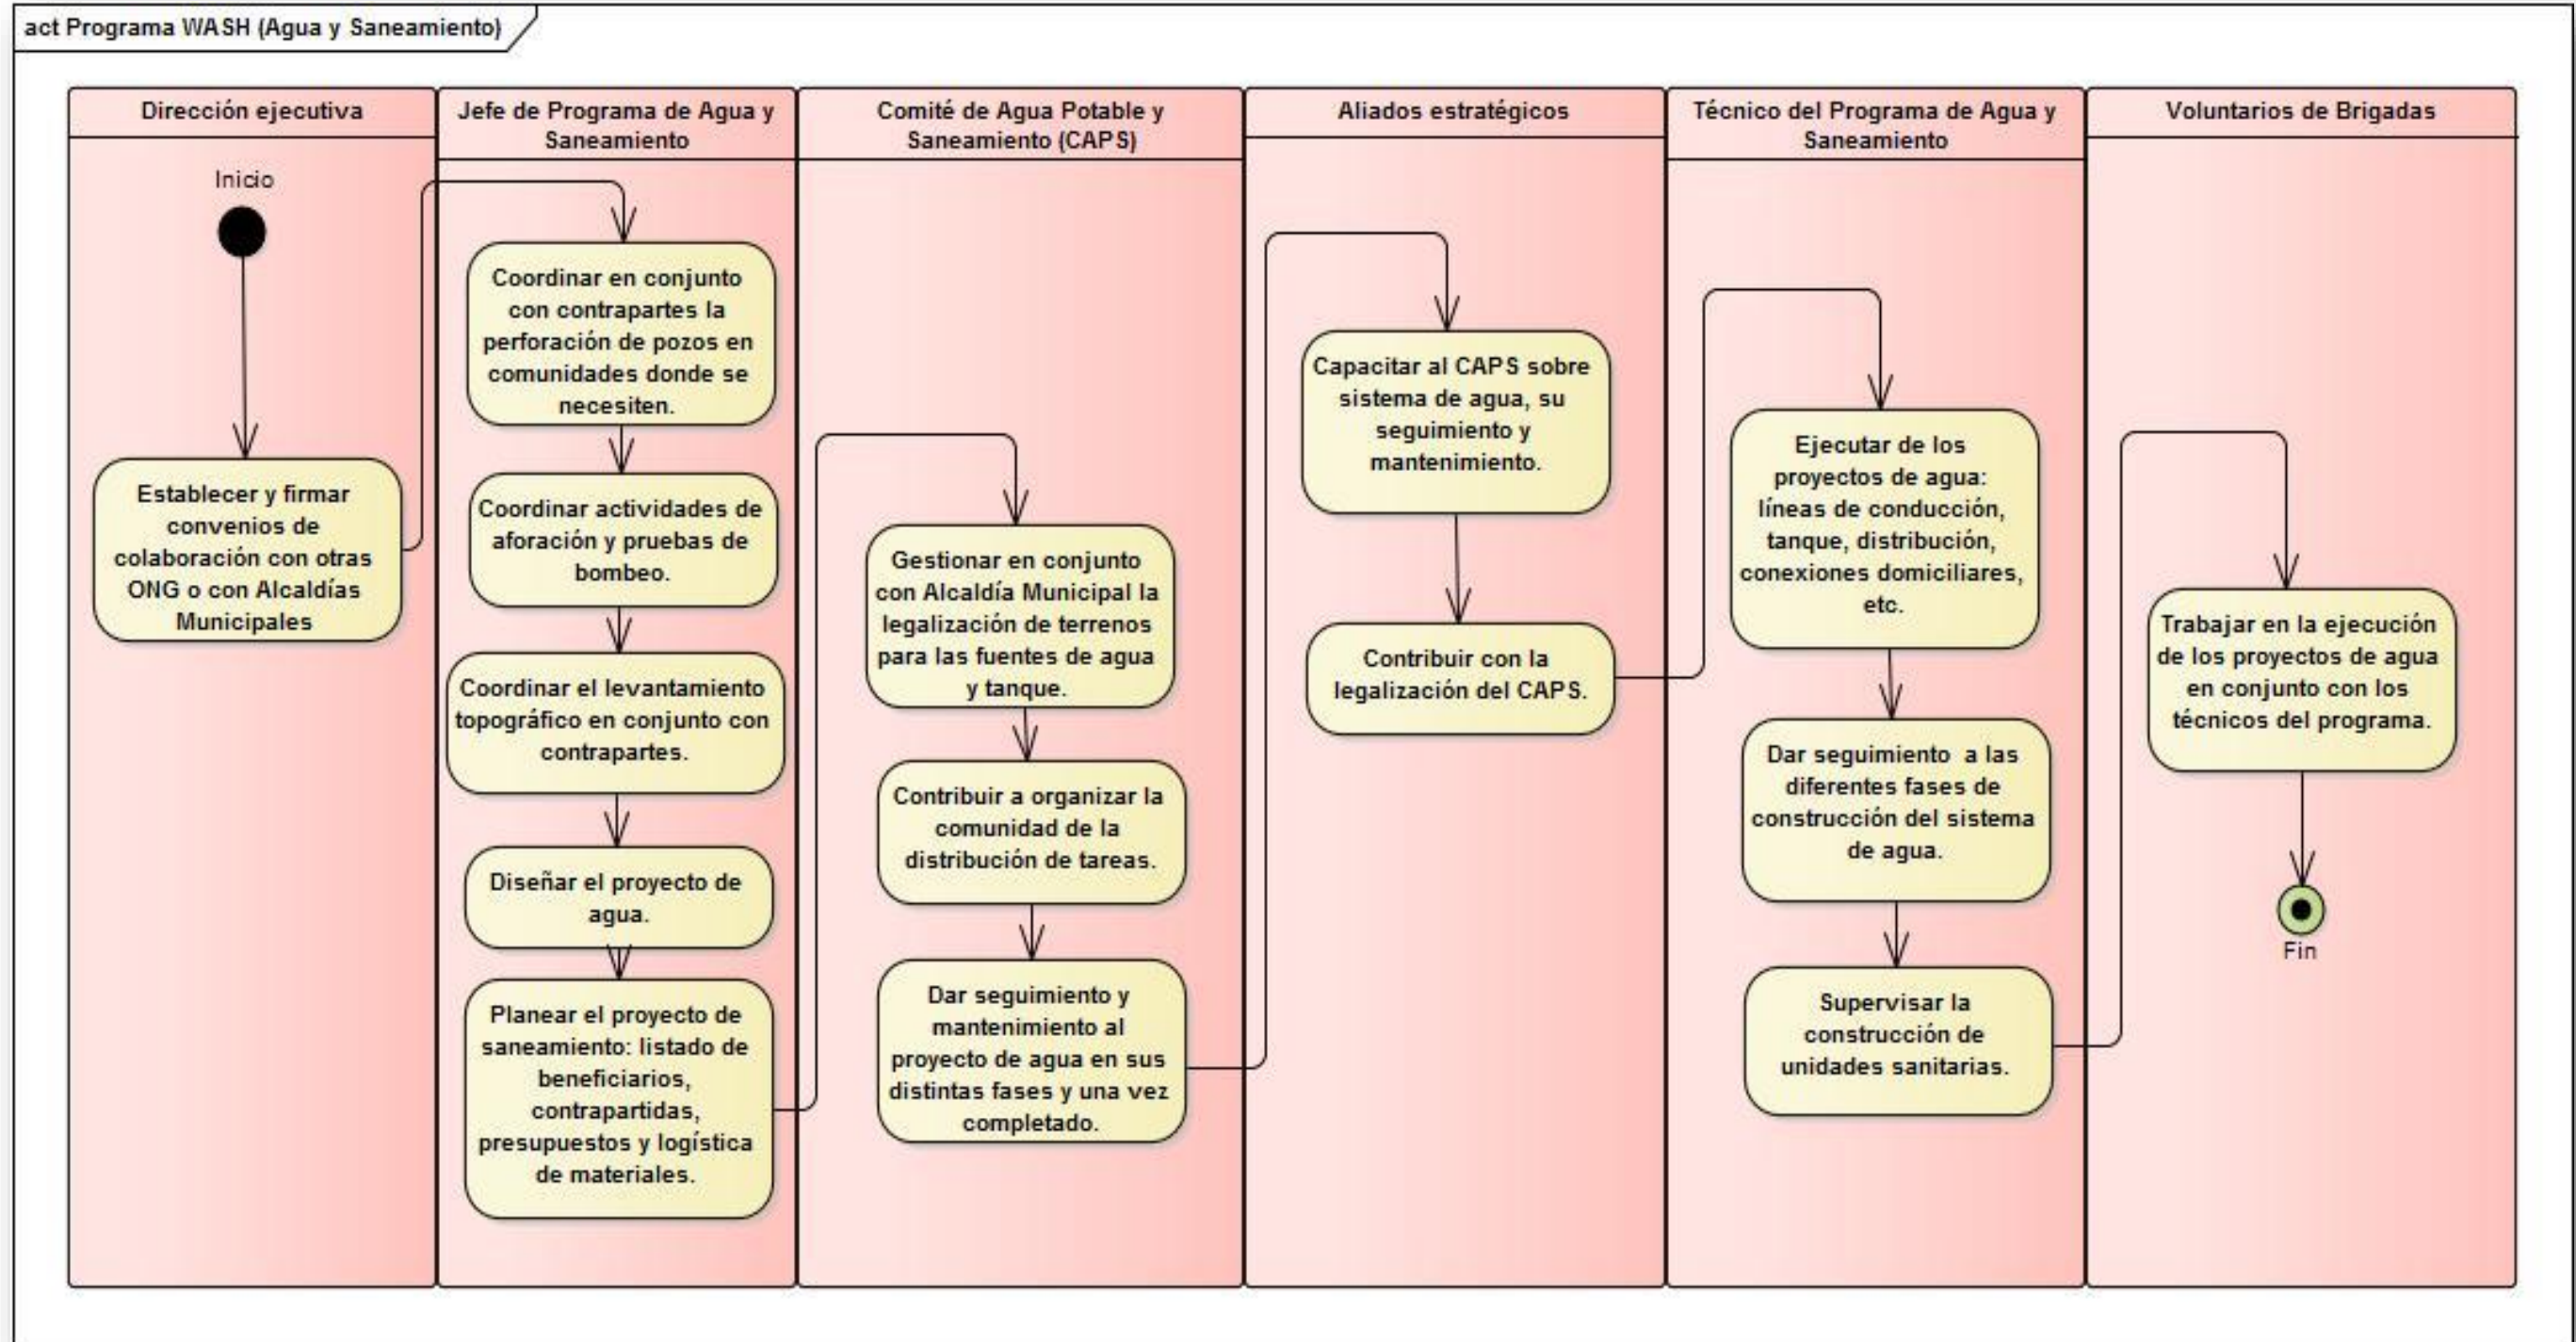 act Programa WASH (Agua y Saneamiento)
Dirección ejecutiva
Inicio
Establecer y firmar
convenios de
colaboración con otras
ONG o con Alcaldías
Municipales
Jefe de Programa de Agua y
Saneamiento
Coordinar en conjunto
con contrapartes la
perforación de pozos en
comunidades donde se
necesiten.
Coordinar actividades de
aforación y pruebas de
bombeo.
Coordinar el levantamiento
topográfico en conjunto con
contrapartes.
Diseñar el proyecto de
agua.
Planear el proyecto de
saneamiento: listado de
beneficiarios,
contrapartidas,
presupuestos y logística
de materiales.
Comité de Agua Potable y
Saneamiento (CAPS)
Gestionar en conjunto
con Alcaldía Municipal la
legalización de terrenos
para las fuentes de agua
y tanque.
Contribuir a organizar la
comunidad de la
distribución de tareas.
Dar seguimiento y
mantenimiento al
proyecto de agua en sus
distintas fases y una vez
completado.
Aliados estratégicos
Capacitar al CAPS sobre
sistema de agua, su
seguimiento y
mantenimiento.
Contribuir con la
legalización del CAPS.
Técnico del Programa de Agua y
Saneamiento
Ejecutar de los
proyectos de agua:
líneas de conducción,
tanque, distribución,
conexiones domiciliares,
etc.
Dar seguimiento a las
diferentes fases de
construcción del sistema
de agua.
Supervisar la
construcción de
unidades sanitarias.
Voluntarios de Brigadas
Trabajar en la ejecución
de los proyectos de agua
en conjunto con los
técnicos del programa.
Fin